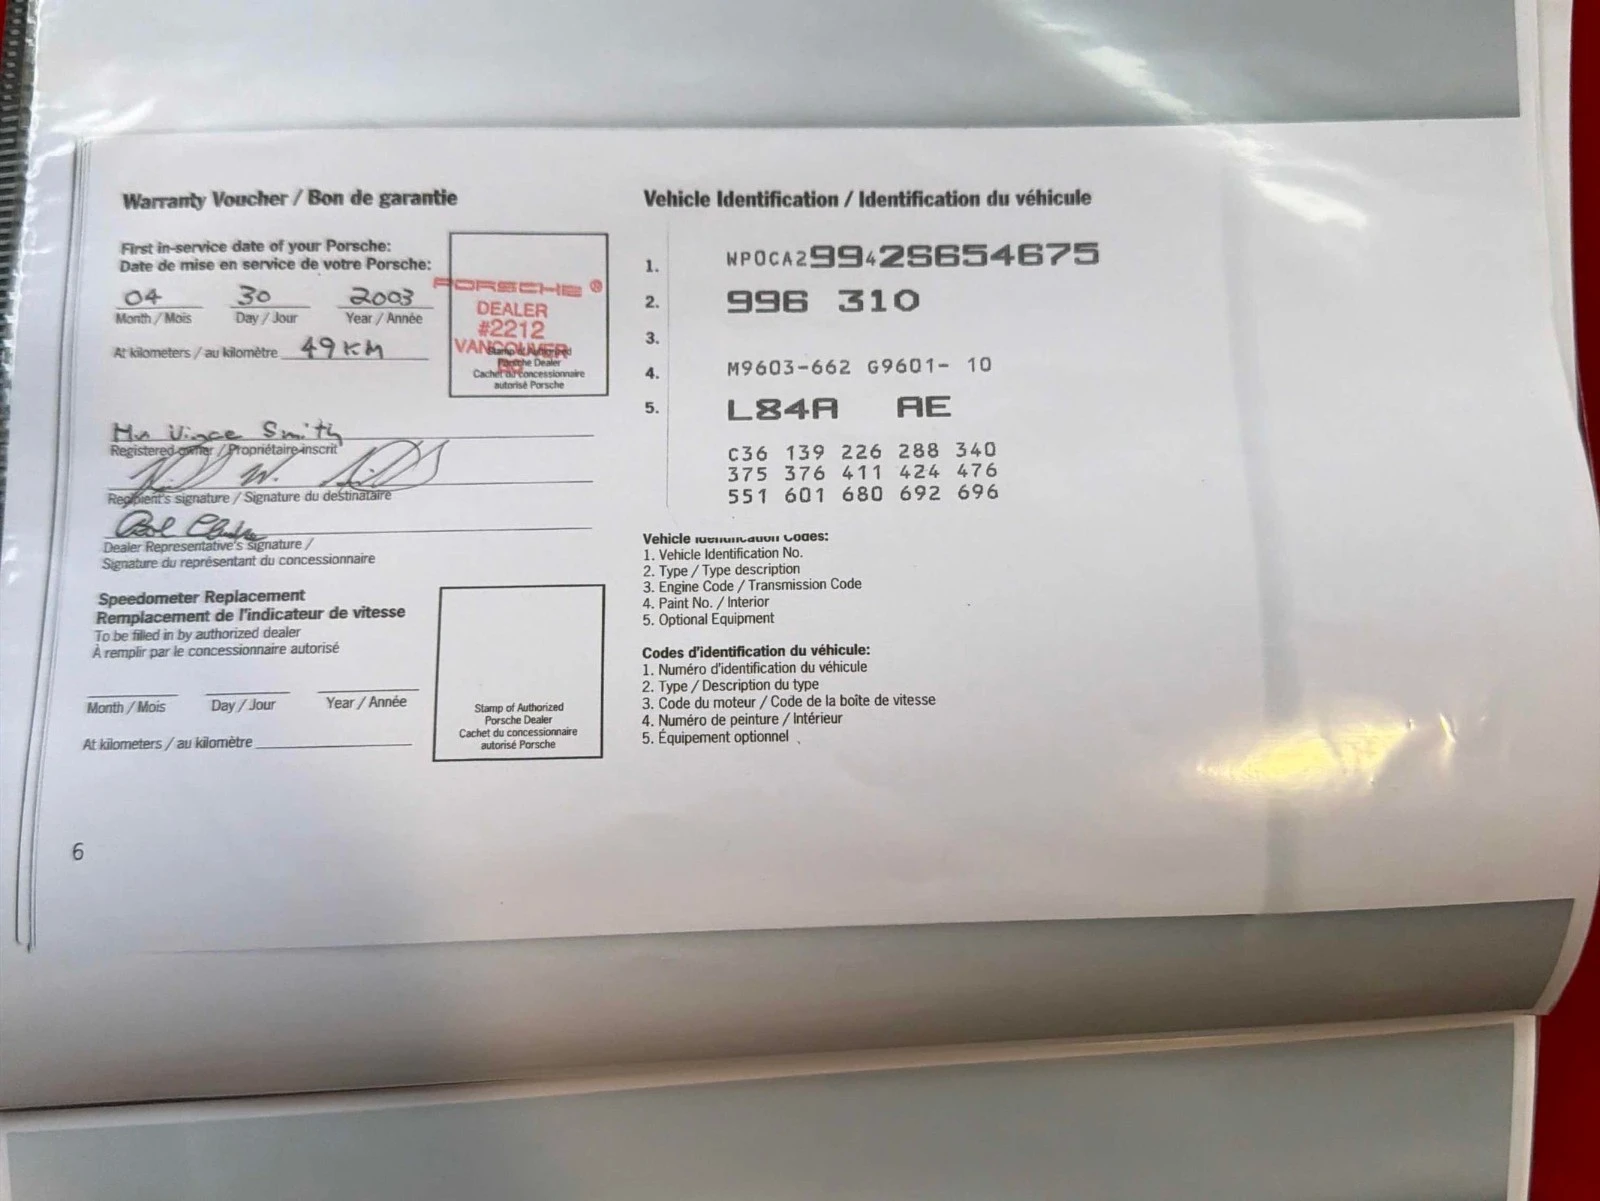 Warranty Voucher / Bon de garantie
First in-service date of your Porsche:
Date de mise en service de votre Porsche:
04 30 2003
Month / Mois Day / Jour Year / Année
At kilometers / au kilomètre 49 KM
PORSCHE ®
DEALER
#2212
VANCOUVER
Stamp of Authorized
Porsche Dealer
Cachet du concessionnaire
autorisé Porsche
Mr Vince Smith
Registered owner / Propriétaire inscrit
Recipient's signature / Signature du destinataire
Dealer Representative's signature /
Signature du représentant du concessionnaire
Speedometer Replacement
Remplacement de l'indicateur de vitesse
To be filled in by authorized dealer
À remplir par le concessionnaire autorisé
Month / Mois Day / Jour Year / Année
At kilometers / au kilomètre
Stamp of Authorized
Porsche Dealer
Cachet du concessionnaire
autorisé Porsche
6
Vehicle Identification / Identification du véhicule
1. WP0CA29942S654675
2. 996 310
3.
4. M9603-662 G9601- 10
5. L84A AE
C36 139 226 288 340
375 376 411 424 476
551 601 680 692 696
Vehicle Identification Codes:
1. Vehicle Identification No.
2. Type / Type description
3. Engine Code / Transmission Code
4. Paint No. / Interior
5. Optional Equipment
Codes d'identification du véhicule:
1. Numéro d'identification du véhicule
2. Type / Description du type
3. Code du moteur / Code de la boîte de vitesse
4. Numéro de peinture / Intérieur
5. Équipement optionnel